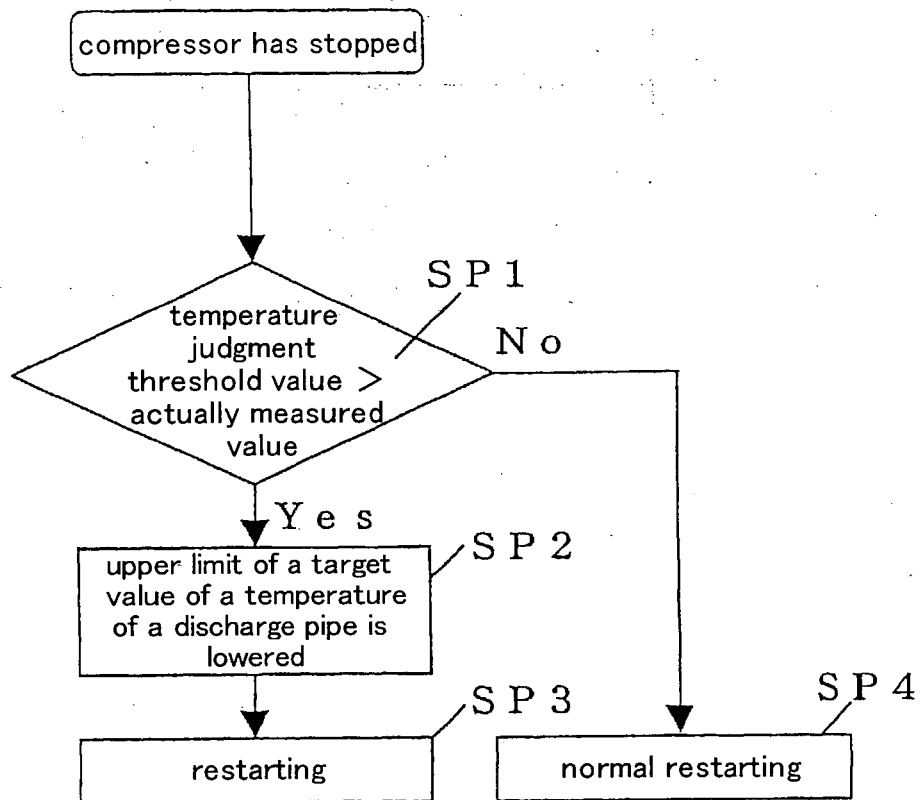 compressor has stopped
SP1
temperature
judgment
threshold value >
actually measured
value
No
Yes
SP2
upper limit of a target
value of a temperature
of a discharge pipe is
lowered
SP3
restarting
SP4
normal restarting